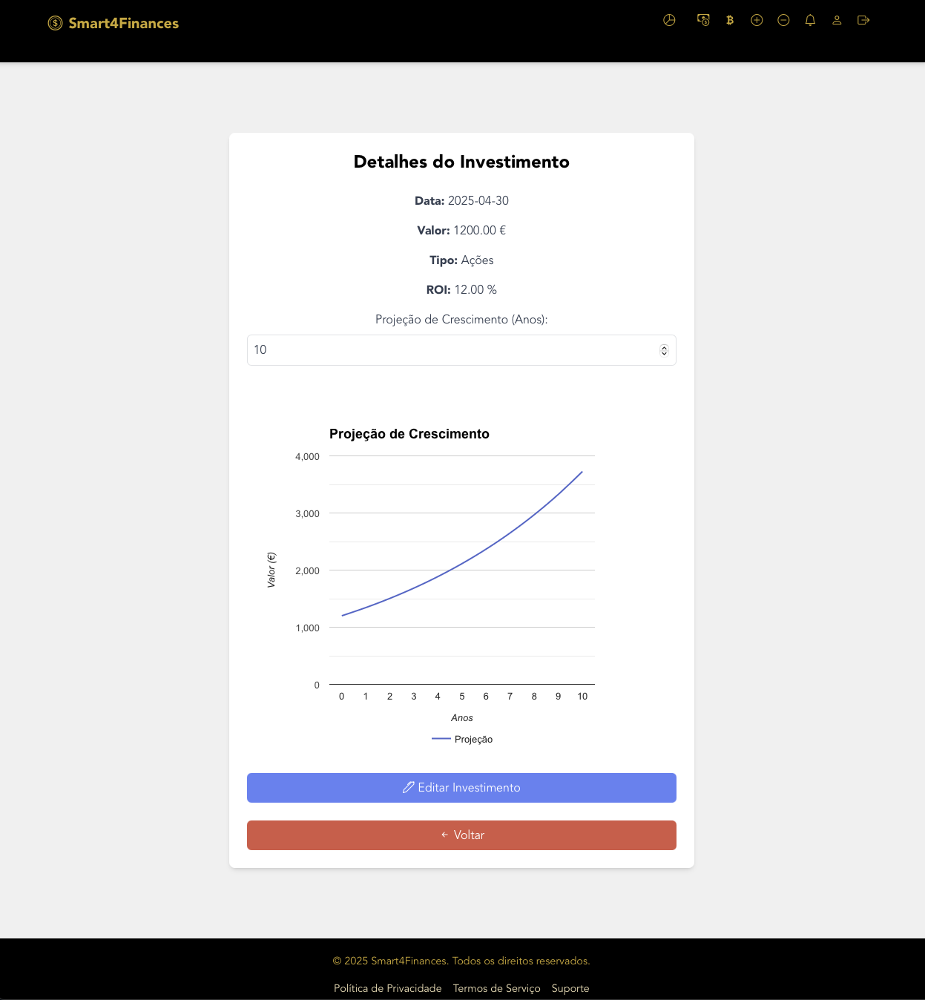 Smart4Finances
Detalhes do Investimento
Data: 2025-04-30
Valor: 1200.00 €
Tipo: Ações
ROI: 12.00 %
Projeção de Crescimento (Anos):
10
Projeção de Crescimento
4,000
3,000
2,000
1,000
0
Valor (€)
0 1 2 3 4 5 6 7 8 9 10
Anos
Projeção
Editar Investimento
← Voltar
© 2025 Smart4Finances. Todos os direitos reservados.
Política de Privacidade Termos de Serviço Suporte